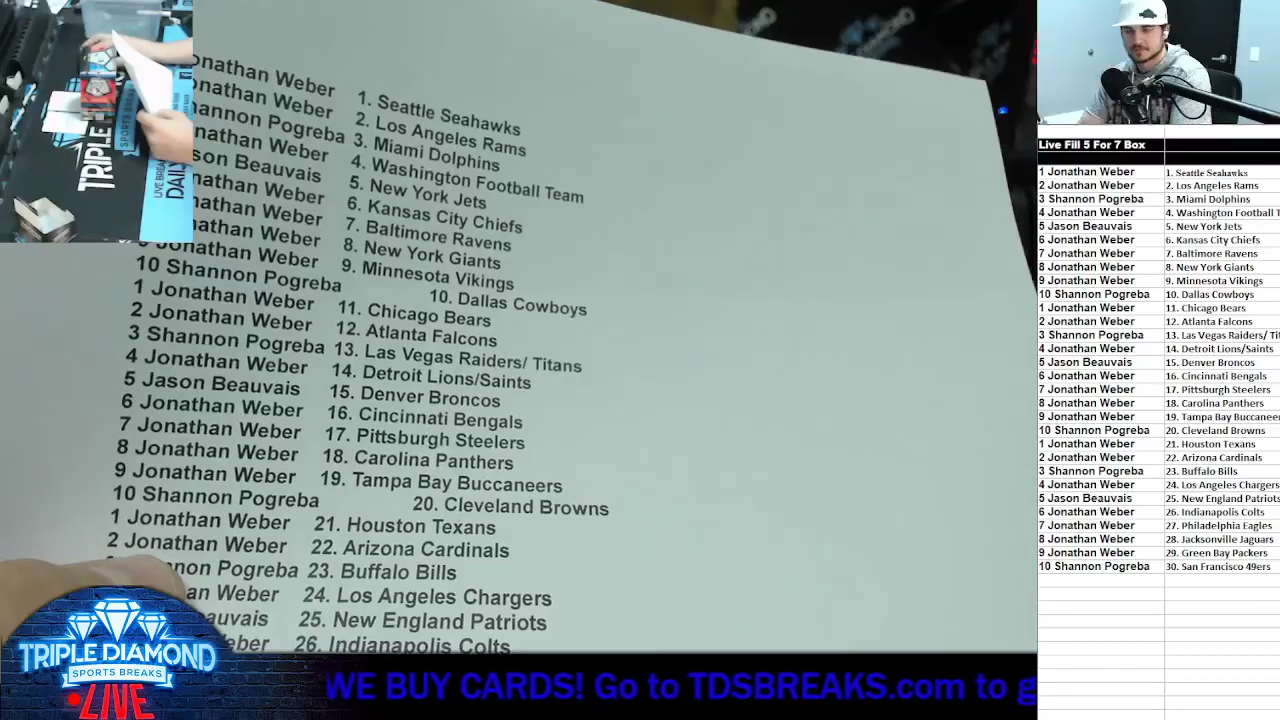 onathan Weber 1. Seattle Seahawks
onathan Weber 2. Los Angeles Rams
hannon Pogreba 3. Miami Dolphins
nathan Weber 4. Washington Football Team
son Beauvais 5. New York Jets
nathan Weber 6. Kansas City Chiefs
nathan Weber 7. Baltimore Ravens
nathan Weber 8. New York Giants
Jonathan Weber 9. Minnesota Vikings
10 Shannon Pogreba 10. Dallas Cowboys
1 Jonathan Weber 11. Chicago Bears
2 Jonathan Weber 12. Atlanta Falcons
3 Shannon Pogreba 13. Las Vegas Raiders/ Titans
4 Jonathan Weber 14. Detroit Lions/Saints
5 Jason Beauvais 15. Denver Broncos
6 Jonathan Weber 16. Cincinnati Bengals
7 Jonathan Weber 17. Pittsburgh Steelers
8 Jonathan Weber 18. Carolina Panthers
9 Jonathan Weber 19. Tampa Bay Buccaneers
10 Shannon Pogreba 20. Cleveland Browns
1 Jonathan Weber 21. Houston Texans
2 Jonathan Weber 22. Arizona Cardinals
non Pogreba 23. Buffalo Bills
an Weber 24. Los Angeles Chargers
eauvais 25. New England Patriots
eber 26. Indianapolis Colts
TRIPLE
SPORTS
LIVE BREA
DAIL
TRIPLE DIAMOND
SPORTS BREAKS
LIVE
WE BUY CARDS! Go to TDSBREAKS.com to g
Live Fill 5 For 7 Box
1 Jonathan Weber 1. Seattle Seahawks
2 Jonathan Weber 2. Los Angeles Rams
3 Shannon Pogreba 3. Miami Dolphins
4 Jonathan Weber 4. Washington Football T
5 Jason Beauvais 5. New York Jets
6 Jonathan Weber 6. Kansas City Chiefs
7 Jonathan Weber 7. Baltimore Ravens
8 Jonathan Weber 8. New York Giants
9 Jonathan Weber 9. Minnesota Vikings
10 Shannon Pogreba 10. Dallas Cowboys
1 Jonathan Weber 11. Chicago Bears
2 Jonathan Weber 12. Atlanta Falcons
3 Shannon Pogreba 13. Las Vegas Raiders/ Tit
4 Jonathan Weber 14. Detroit Lions/Saints
5 Jason Beauvais 15. Denver Broncos
6 Jonathan Weber 16. Cincinnati Bengals
7 Jonathan Weber 17. Pittsburgh Steelers
8 Jonathan Weber 18. Carolina Panthers
9 Jonathan Weber 19. Tampa Bay Buccaneer
10 Shannon Pogreba 20. Cleveland Browns
1 Jonathan Weber 21. Houston Texans
2 Jonathan Weber 22. Arizona Cardinals
3 Shannon Pogreba 23. Buffalo Bills
4 Jonathan Weber 24. Los Angeles Chargers
5 Jason Beauvais 25. New England Patriots
6 Jonathan Weber 26. Indianapolis Colts
7 Jonathan Weber 27. Philadelphia Eagles
8 Jonathan Weber 28. Jacksonville Jaguars
9 Jonathan Weber 29. Green Bay Packers
10 Shannon Pogreba 30. San Francisco 49ers